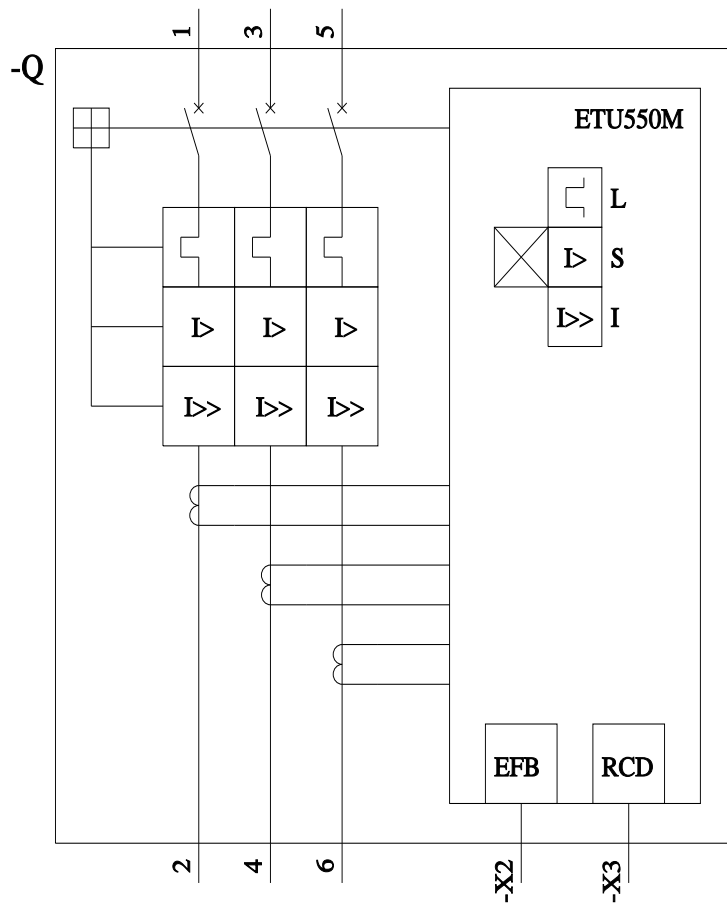 1 3 5
-Q
ETU550M
L
I> S
I>> I
I> I> I>
I>> I>> I>>
EFB RCD
2 4 6 -X2 -X3